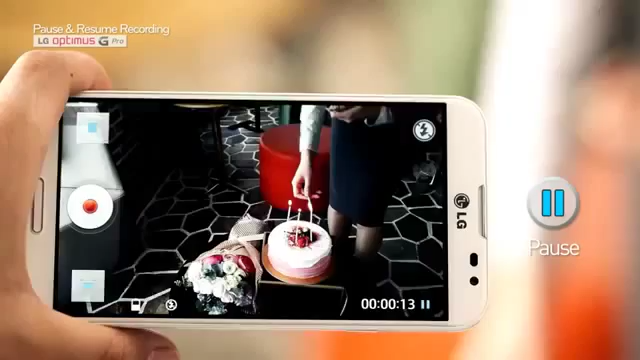 Pause & Resume Recording
LG Optimus G Pro
LG
00:00:13
Pause